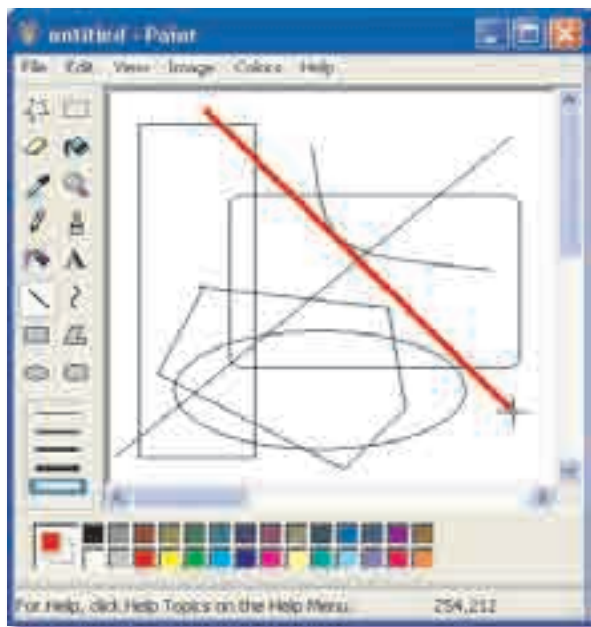 untitled - Paint
File Edit View Image Colors Help
A
For Help, click Help Topics on the Help Menu.
254,212